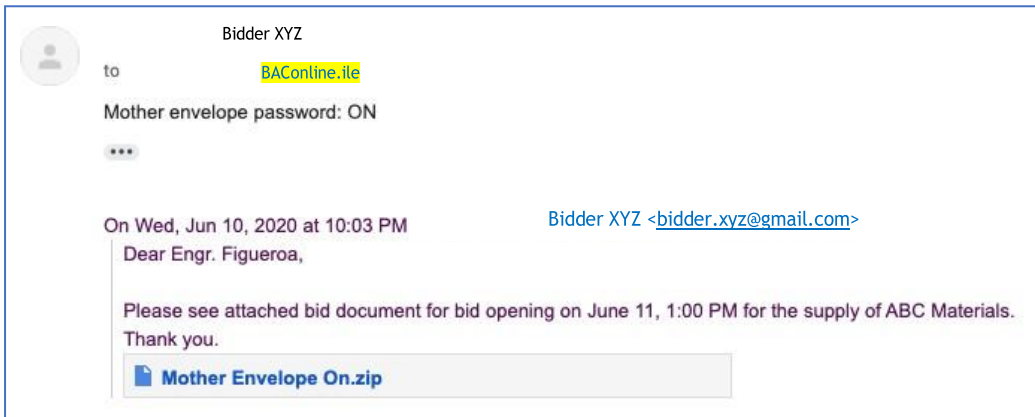 Bidder XYZ
to BAConline.ile
Mother envelope password: ON
On Wed, Jun 10, 2020 at 10:03 PM Bidder XYZ <bidder.xyz@gmail.com>
Dear Engr. Figueroa,
Please see attached bid document for bid opening on June 11, 1:00 PM for the supply of ABC Materials.
Thank you.
Mother Envelope On.zip